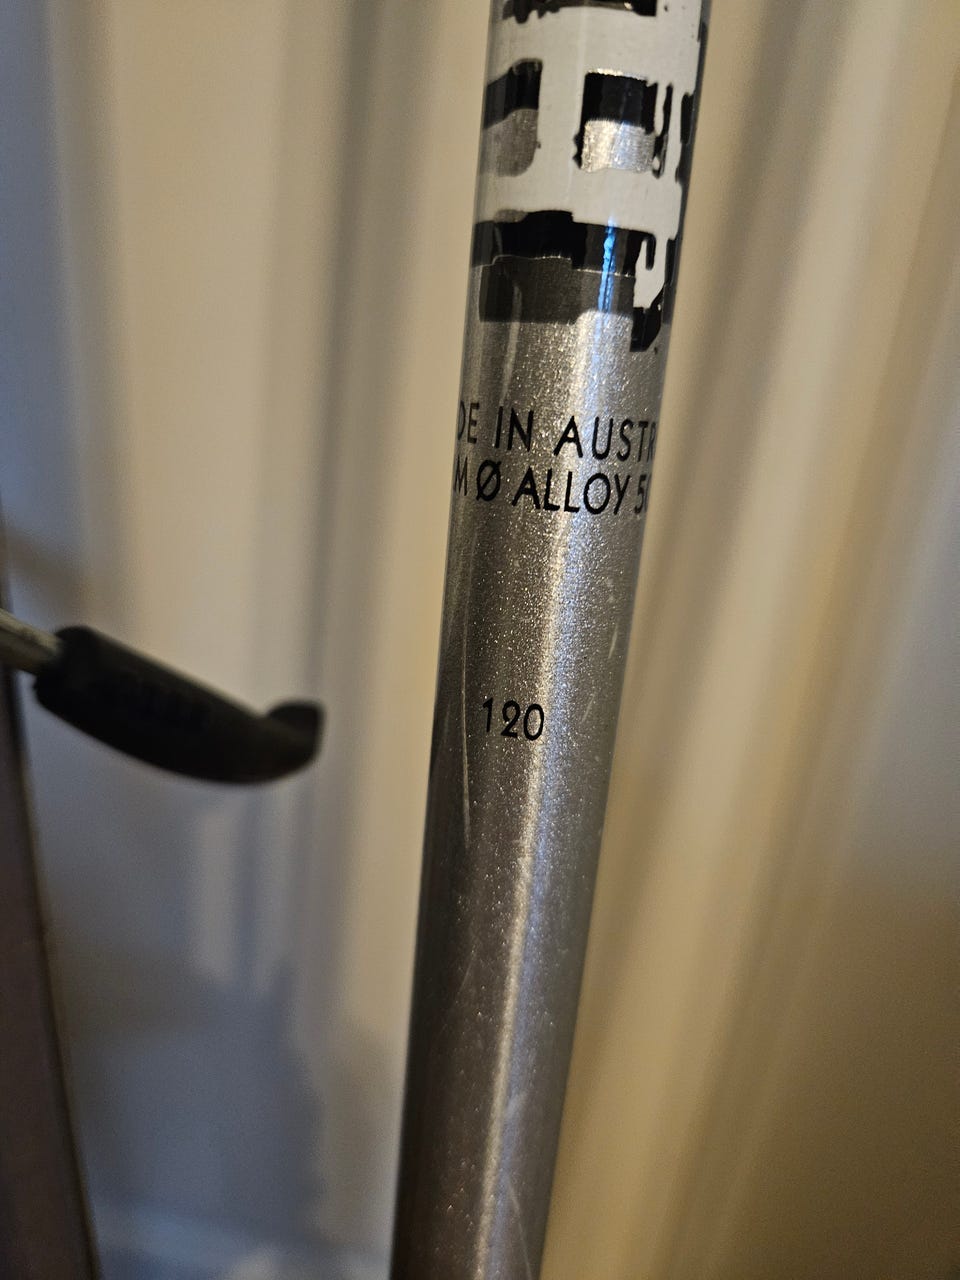 DE IN AUSTR
M Ø ALLOY 5
120